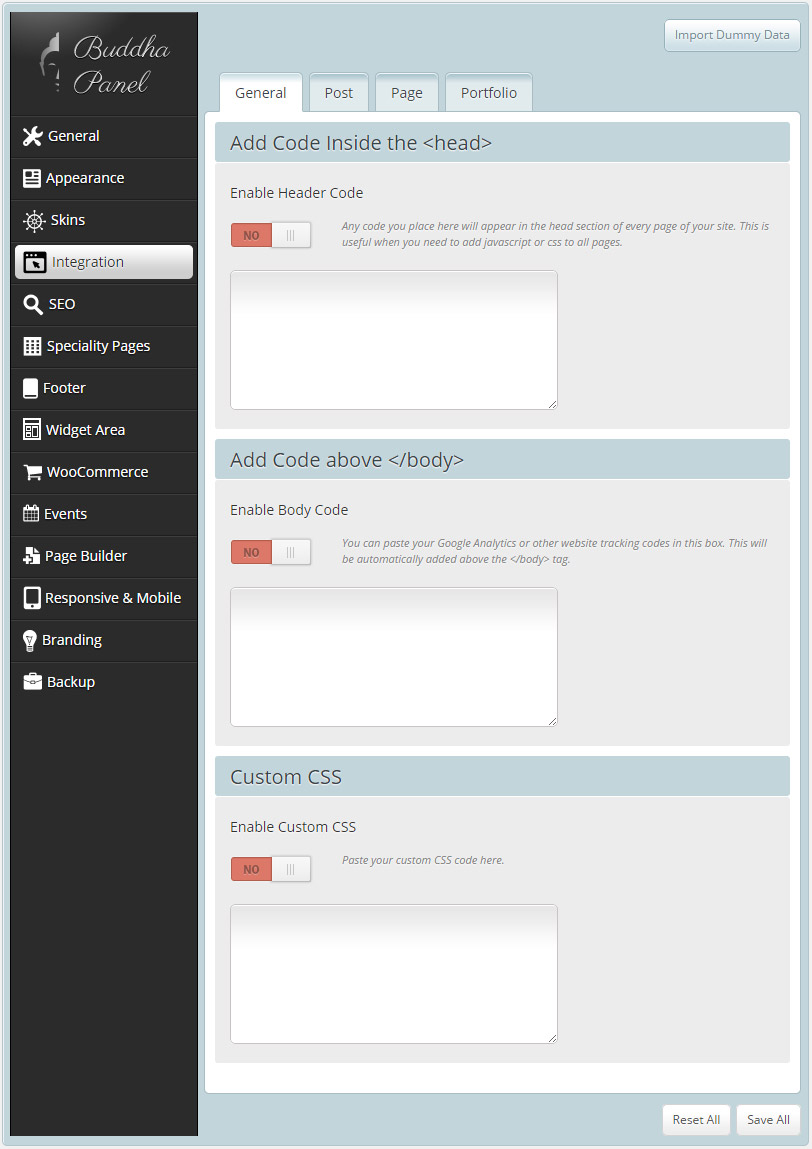 Buddha
Panel
Import Dummy Data
General
Post
Page
Portfolio
General
Appearance
Skins
Integration
SEO
Speciality Pages
Footer
Widget Area
WooCommerce
Events
Page Builder
Responsive & Mobile
Branding
Backup
Add Code Inside the <head>
Enable Header Code
NO
Any code you place here will appear in the head section of every page of your site. This is
useful when you need to add javascript or css to all pages.
Add Code above </body>
Enable Body Code
NO
You can paste your Google Analytics or other website tracking codes in this box. This will
be automatically added above the </body> tag.
Custom CSS
Enable Custom CSS
NO
Paste your custom CSS code here.
Reset All
Save All